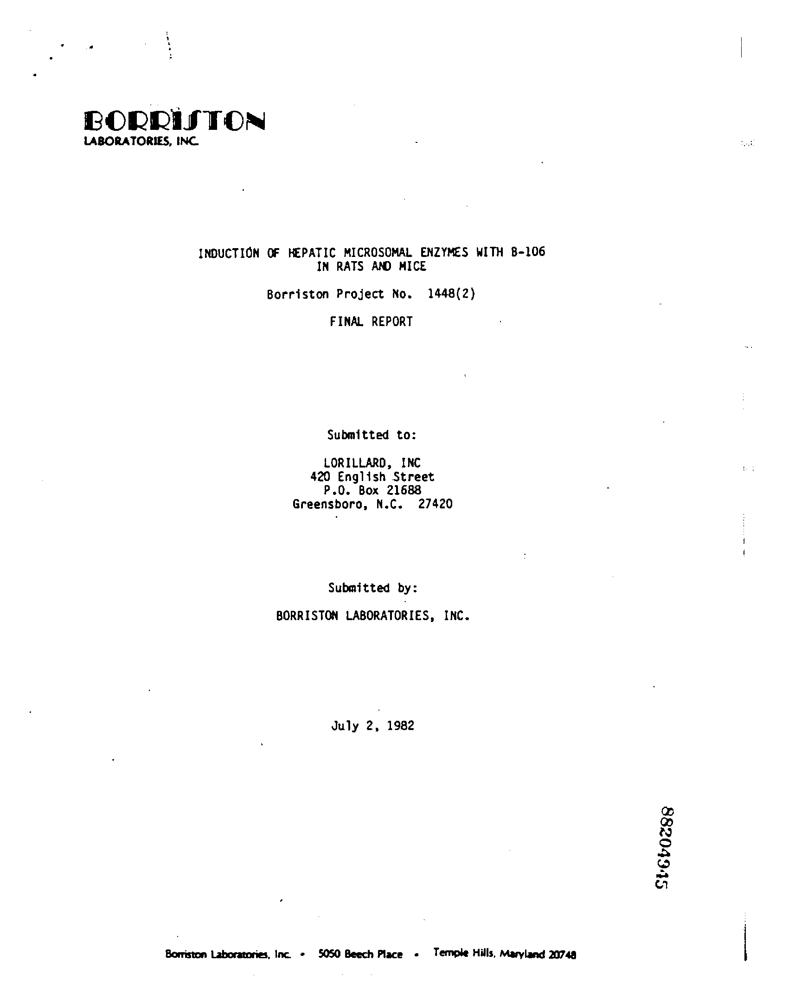 BORRISTON
LABORATORIES, INC.
INDUCTION OF HEPATIC MICROSOMAL ENZYMES WITH B-106
IN RATS AND MICE
Borriston Project No. 1448(2)
FINAL REPORT
Submitted to:
LORILLARD, INC
420 English Street
P.O. Box 21688
Greensboro, N.C. 27420
Submitted by:
BORRISTON LABORATORIES, INC.
July 2, 1982
88204945
Borriston Laboratories, Inc. • 5050 Beech Place • Temple Hills, Maryland 20748